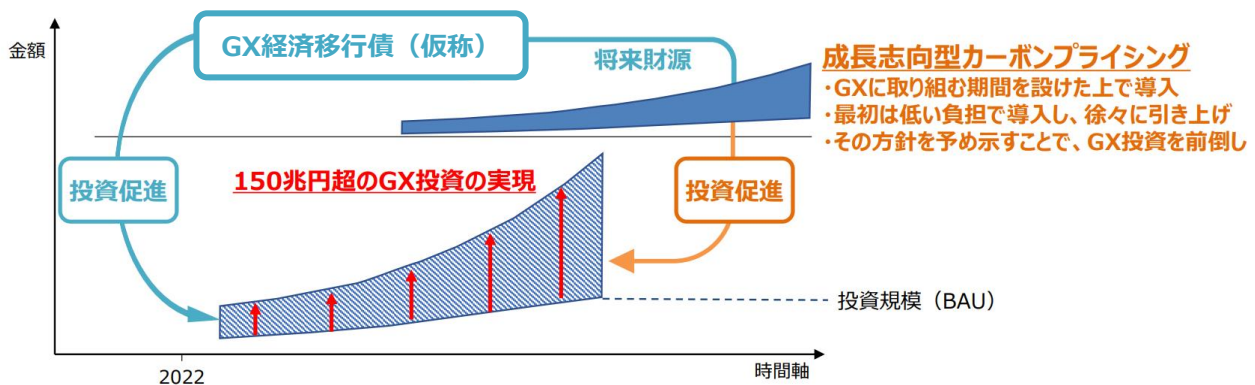 金額
GX経済移行債（仮称）
将来財源
成長志向型カーボンプライシング
・GXに取り組む期間を設けた上で導入
・最初は低い負担で導入し、徐々に引き上げ
・その方針を予め示すことで、GX投資を前倒し
投資促進
150兆円超のGX投資の実現
投資促進
投資規模（BAU）
時間軸
2022